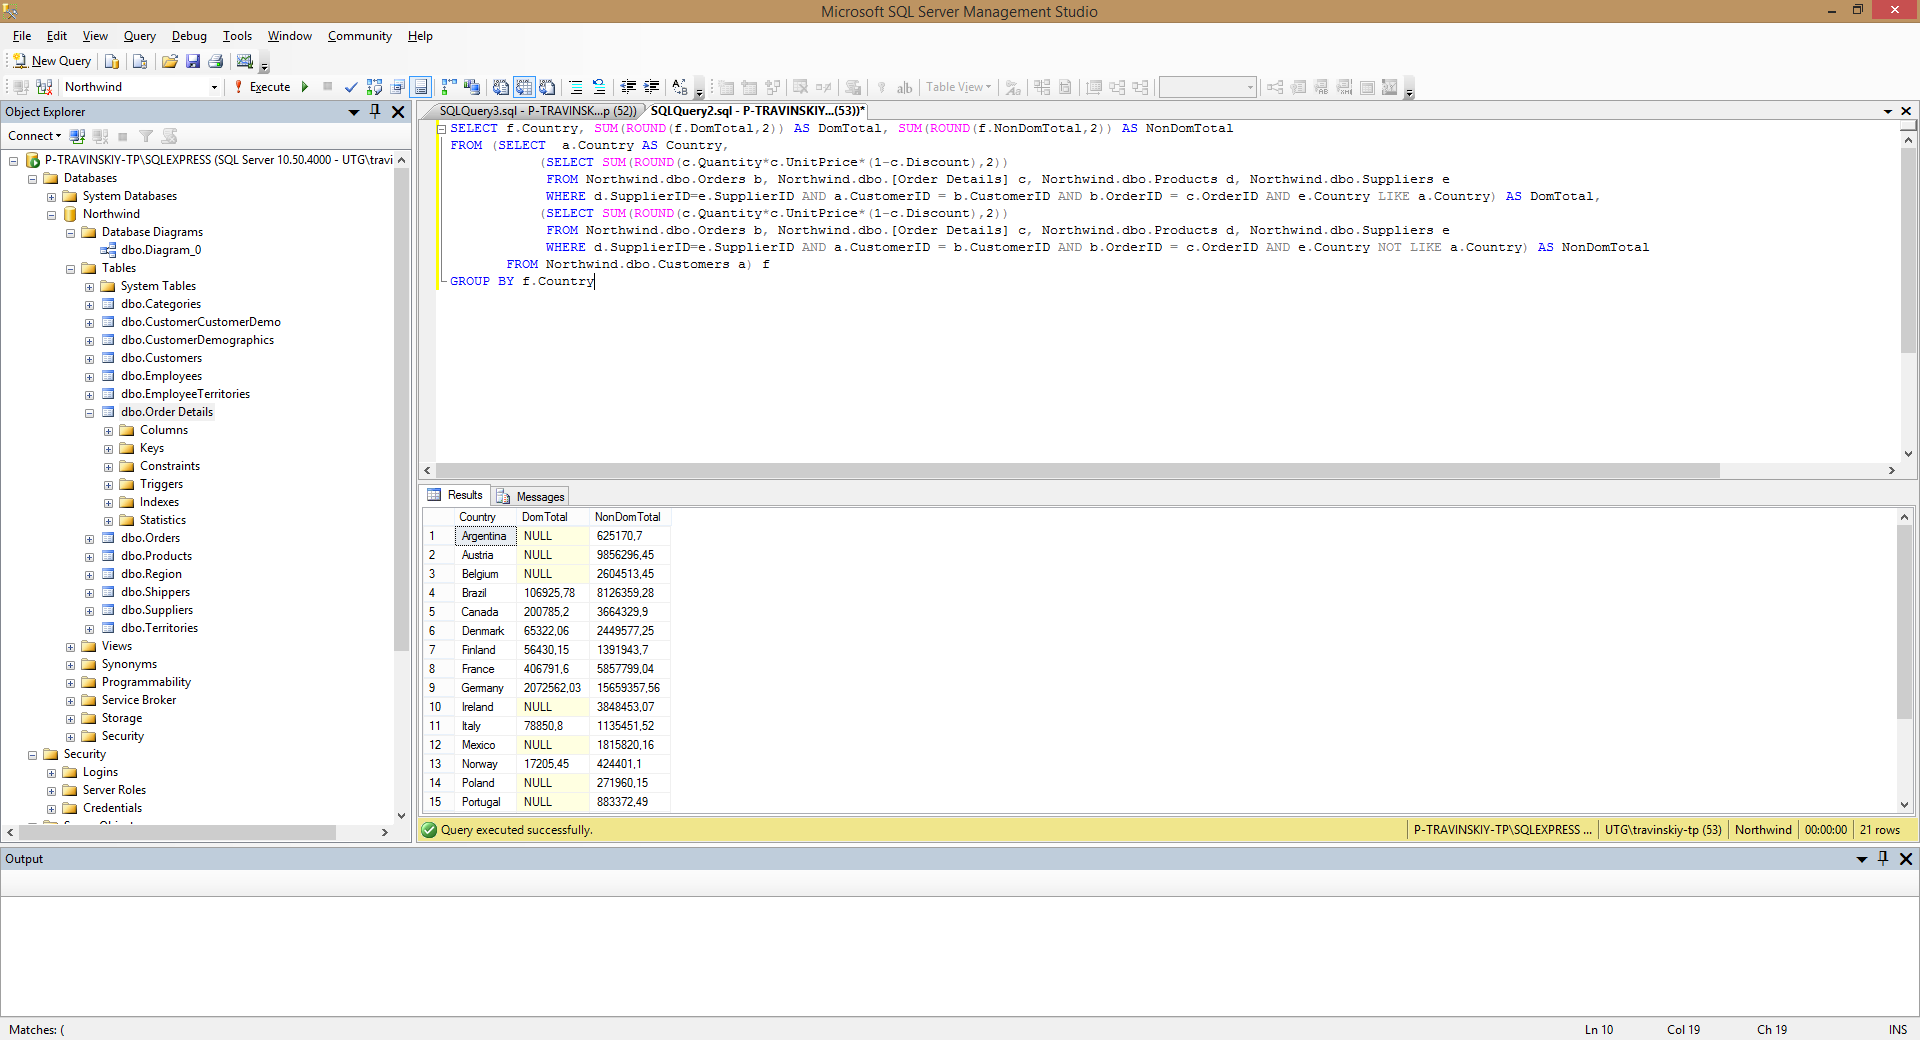 Microsoft SQL Server Management Studio
File Edit View Query Debug Tools Window Community Help
New Query
Northwind Execute Table View
Object Explorer
Connect
P-TRAVINSKIY-TP\SQLEXPRESS (SQL Server 10.50.4000 - UTG\travi
Databases
System Databases
Northwind
Database Diagrams
dbo.Diagram_0
Tables
System Tables
dbo.Categories
dbo.CustomerCustomerDemo
dbo.CustomerDemographics
dbo.Customers
dbo.Employees
dbo.EmployeeTerritories
dbo.Order Details
Columns
Keys
Constraints
Triggers
Indexes
Statistics
dbo.Orders
dbo.Products
dbo.Region
dbo.Shippers
dbo.Suppliers
dbo.Territories
Views
Synonyms
Programmability
Service Broker
Storage
Security
Security
Logins
Server Roles
Credentials
SQLQuery3.sql - P-TRAVINSK...p (52)) SQLQuery2.sql - P-TRAVINSKIY...(53))*
SELECT f.Country, SUM(ROUND(f.DomTotal,2)) AS DomTotal, SUM(ROUND(f.NonDomTotal,2)) AS NonDomTotal
FROM (SELECT a.Country AS Country,
(SELECT SUM(ROUND(c.Quantity*c.UnitPrice*(1-c.Discount),2))
FROM Northwind.dbo.Orders b, Northwind.dbo.[Order Details] c, Northwind.dbo.Products d, Northwind.dbo.Suppliers e
WHERE d.SupplierID=e.SupplierID AND a.CustomerID = b.CustomerID AND b.OrderID = c.OrderID AND e.Country LIKE a.Country) AS DomTotal,
(SELECT SUM(ROUND(c.Quantity*c.UnitPrice*(1-c.Discount),2))
FROM Northwind.dbo.Orders b, Northwind.dbo.[Order Details] c, Northwind.dbo.Products d, Northwind.dbo.Suppliers e
WHERE d.SupplierID=e.SupplierID AND a.CustomerID = b.CustomerID AND b.OrderID = c.OrderID AND e.Country NOT LIKE a.Country) AS NonDomTotal
FROM Northwind.dbo.Customers a) f
GROUP BY f.Country
Results Messages
Country DomTotal NonDomTotal
1 Argentina NULL 625170,7
2 Austria NULL 9856296,45
3 Belgium NULL 2604513,45
4 Brazil 106925,78 8126359,28
5 Canada 200785,2 3664329,9
6 Denmark 65322,06 2449577,25
7 Finland 56430,15 1391943,7
8 France 406791,6 5857799,04
9 Germany 2072562,03 15659357,56
10 Ireland NULL 3848453,07
11 Italy 78850,8 1135451,52
12 Mexico NULL 1815820,16
13 Norway 17205,45 424401,1
14 Poland NULL 271960,15
15 Portugal NULL 883372,49
Query executed successfully. P-TRAVINSKIY-TP\SQLEXPRESS ... UTG\travinskiy-tp (53) Northwind 00:00:00 21 rows
Output
Matches: ( Ln 10 Col 19 Ch 19 INS